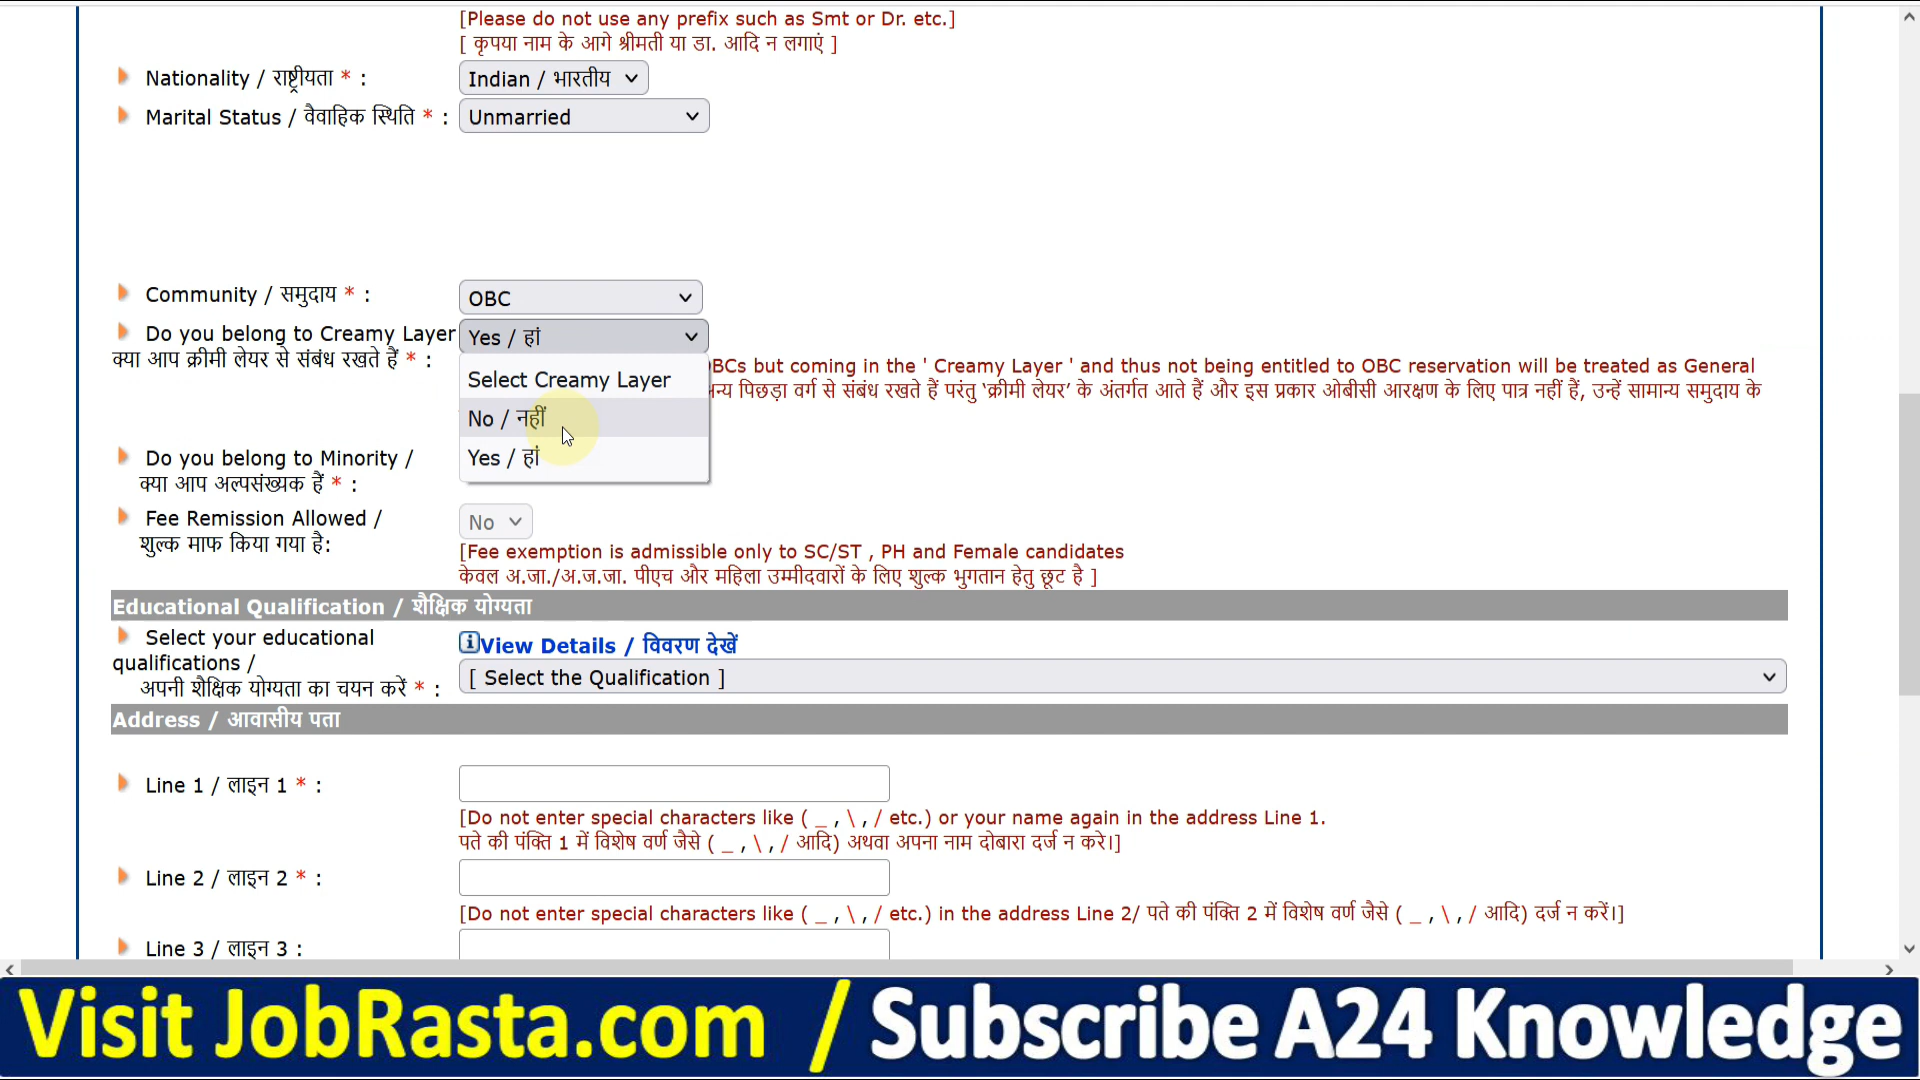 [Please do not use any prefix such as Smt or Dr. etc.]
[ कृपया नाम के आगे श्रीमती या डा. आदि न लगाएं ]
Nationality / राष्ट्रीयता * : Indian / भारतीय
Marital Status / वैवाहिक स्थिति * : Unmarried
Community / समुदाय * : OBC
Do you belong to Creamy Layer Yes / हां
क्या आप क्रीमी लेयर से संबंध रखते हैं * :
BCs but coming in the ' Creamy Layer ' and thus not being entitled to OBC reservation will be treated as General
Select Creamy Layer
अन्य पिछड़ा वर्ग से संबंध रखते हैं परंतु ‘क्रीमी लेयर’ के अंतर्गत आते हैं और इस प्रकार ओबीसी आरक्षण के लिए पात्र नहीं हैं, उन्हें सामान्य समुदाय के
No / नहीं
Yes / हां
Do you belong to Minority /
क्या आप अल्पसंख्यक हैं * :
Fee Remission Allowed / No
शुल्क माफ किया गया है:
[Fee exemption is admissible only to SC/ST , PH and Female candidates
केवल अ.जा./अ.ज.जा. पीएच और महिला उम्मीदवारों के लिए शुल्क भुगतान हेतु छूट है ]
Educational Qualification / शैक्षिक योग्यता
Select your educational View Details / विवरण देखें
qualifications / [ Select the Qualification ]
अपनी शैक्षिक योग्यता का चयन करें * :
Address / आवासीय पता
Line 1 / लाइन 1 * :
[Do not enter special characters like ( _ , \ , / etc.) or your name again in the address Line 1.
पते की पंक्ति 1 में विशेष वर्ण जैसे ( _ , \ , / आदि) अथवा अपना नाम दोबारा दर्ज न करे।]
Line 2 / लाइन 2 * :
[Do not enter special characters like ( _ , \ , / etc.) in the address Line 2/ पते की पंक्ति 2 में विशेष वर्ण जैसे ( _ , \ , / आदि) दर्ज न करें।]
Line 3 / लाइन 3 :
Visit JobRasta.com / Subscribe A24 Knowledge